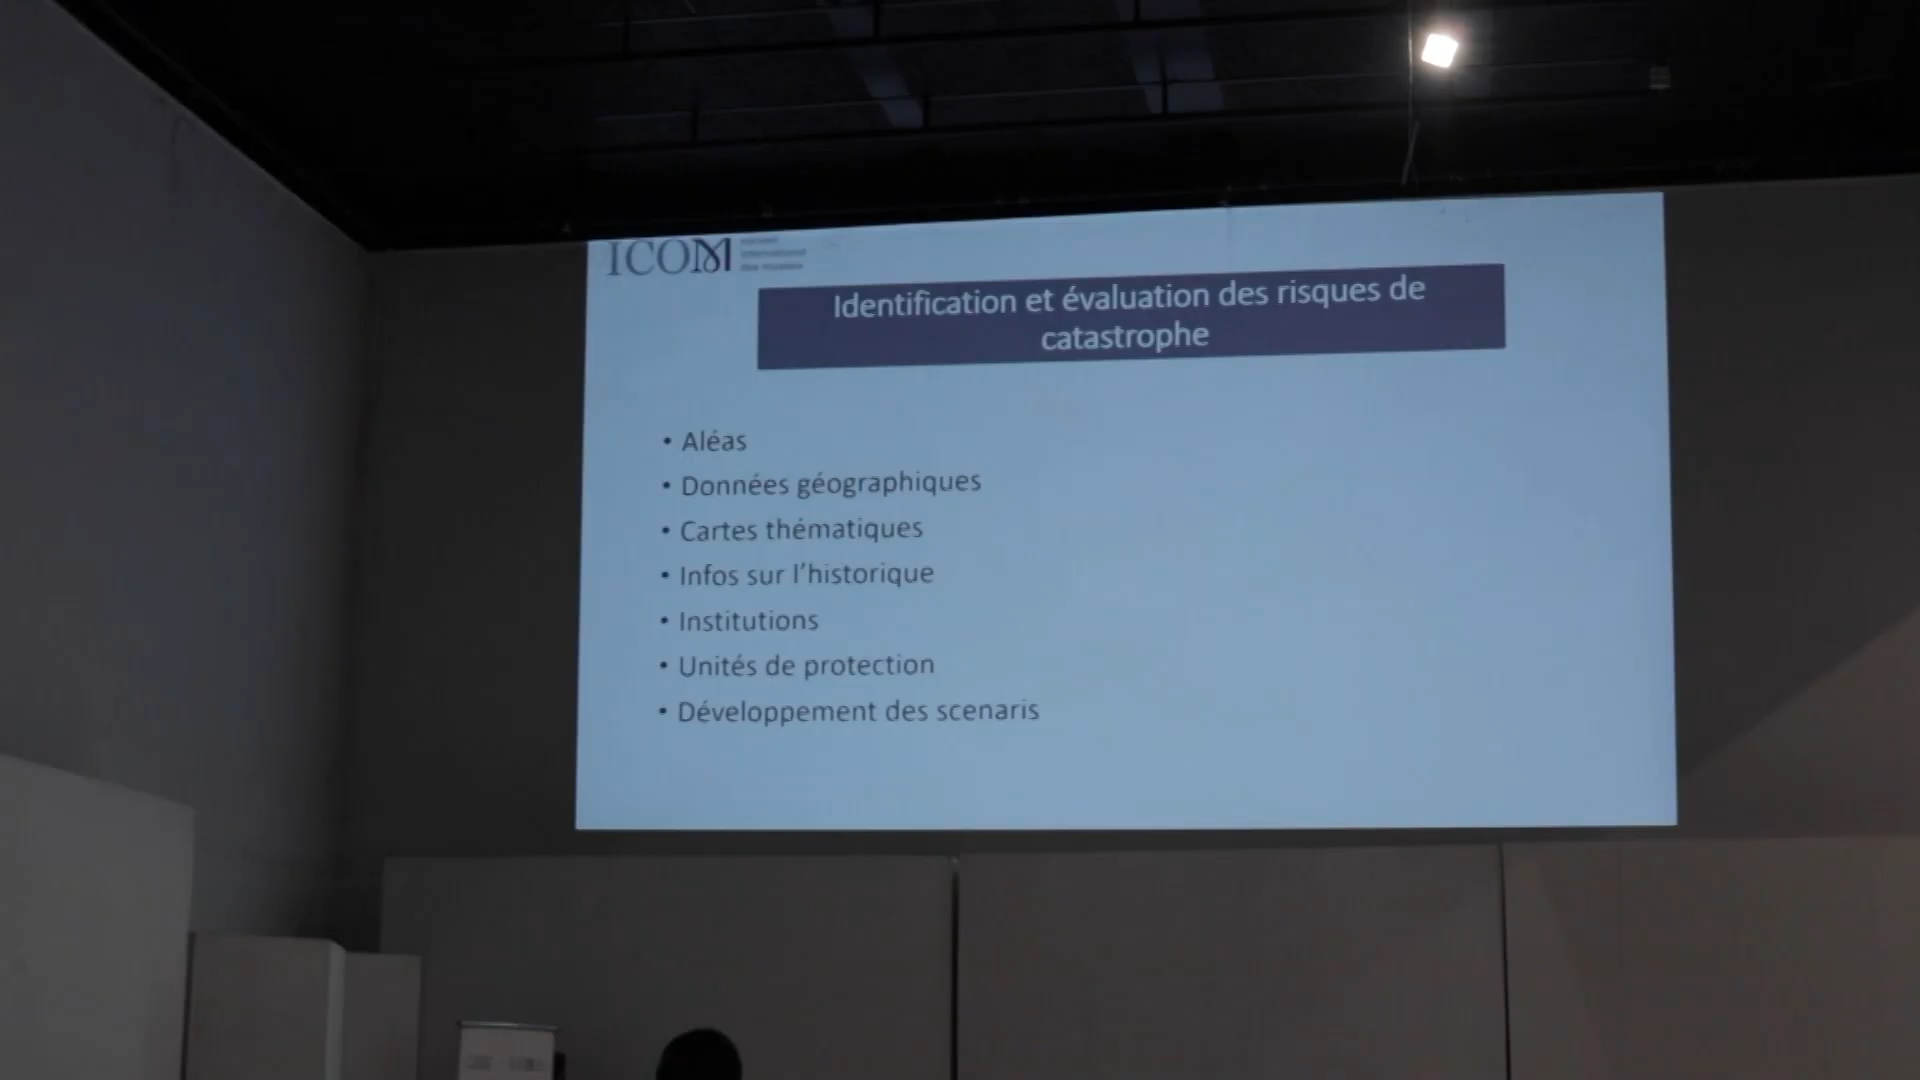 ICOM
Identification et évaluation des risques de
catastrophe
• Aléas
• Données géographiques
• Cartes thématiques
• Infos sur l’historique
• Institutions
• Unités de protection
• Développement des scenaris